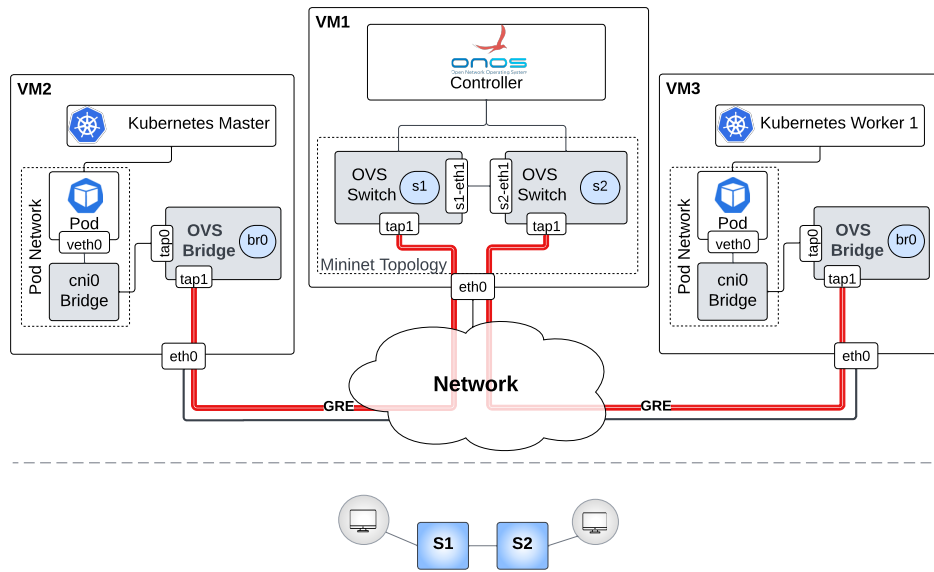 VM1
onos
Open Network Operating System
Controller
VM2
Kubernetes Master
Pod Network
Pod
veth0
cni0
Bridge
tap0
OVS
Bridge
br0
tap1
eth0
OVS
Switch
s1
s1-eth1
tap1
s2-eth1
OVS
Switch
s2
tap1
Mininet Topology
eth0
VM3
Kubernetes Worker 1
Pod Network
Pod
veth0
cni0
Bridge
tap0
OVS
Bridge
br0
tap1
eth0
Network
GRE
GRE
S1
S2